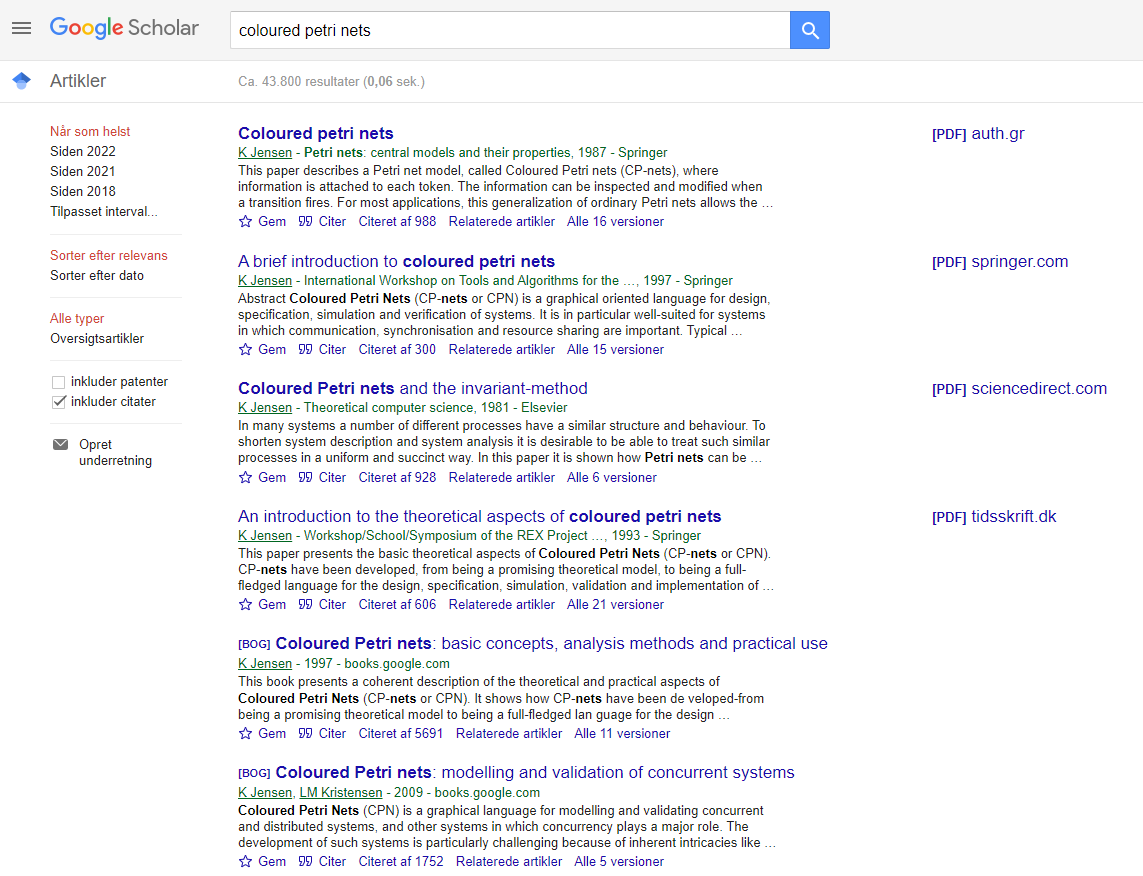 Google Scholar
coloured petri nets
Artikler
Ca. 43.800 resultater (0,06 sek.)
Når som helst
Siden 2022
Siden 2021
Siden 2018
Tilpasset interval...
Sorter efter relevans
Sorter efter dato
Alle typer
Oversigtsartikler
inkluder patenter
inkluder citater
Opret
underretning
Coloured petri nets
[PDF] auth.gr
K Jensen - Petri nets: central models and their properties, 1987 - Springer
This paper describes a Petri net model, called Coloured Petri nets (CP-nets), where
information is attached to each token. The information can be inspected and modified when
a transition fires. For most applications, this generalization of ordinary Petri nets allows the …
Gem Citer Citeret af 988 Relaterede artikler Alle 16 versioner
A brief introduction to coloured petri nets
[PDF] springer.com
K Jensen - International Workshop on Tools and Algorithms for the …, 1997 - Springer
Abstract Coloured Petri Nets (CP-nets or CPN) is a graphical oriented language for design,
specification, simulation and verification of systems. It is in particular well-suited for systems
in which communication, synchronisation and resource sharing are important. Typical …
Gem Citer Citeret af 300 Relaterede artikler Alle 15 versioner
Coloured Petri nets and the invariant-method
[PDF] sciencedirect.com
K Jensen - Theoretical computer science, 1981 - Elsevier
In many systems a number of different processes have a similar structure and behaviour. To
shorten system description and system analysis it is desirable to be able to treat such similar
processes in a uniform and succinct way. In this paper it is shown how Petri nets can be …
Gem Citer Citeret af 928 Relaterede artikler Alle 6 versioner
An introduction to the theoretical aspects of coloured petri nets
[PDF] tidsskrift.dk
K Jensen - Workshop/School/Symposium of the REX Project …, 1993 - Springer
This paper presents the basic theoretical aspects of Coloured Petri Nets (CP-nets or CPN).
CP-nets have been developed, from being a promising theoretical model, to being a full-
fledged language for the design, specification, simulation, validation and implementation of …
Gem Citer Citeret af 606 Relaterede artikler Alle 21 versioner
[BOG] Coloured Petri nets: basic concepts, analysis methods and practical use
K Jensen - 1997 - books.google.com
This book presents a coherent description of the theoretical and practical aspects of
Coloured Petri Nets (CP-nets or CPN). It shows how CP-nets have been de veloped-from
being a promising theoretical model to being a full-fledged lan guage for the design …
Gem Citer Citeret af 5691 Relaterede artikler Alle 11 versioner
[BOG] Coloured Petri nets: modelling and validation of concurrent systems
K Jensen, LM Kristensen - 2009 - books.google.com
Coloured Petri Nets (CPN) is a graphical language for modelling and validating concurrent
and distributed systems, and other systems in which concurrency plays a major role. The
development of such systems is particularly challenging because of inherent intricacies like …
Gem Citer Citeret af 1752 Relaterede artikler Alle 5 versioner